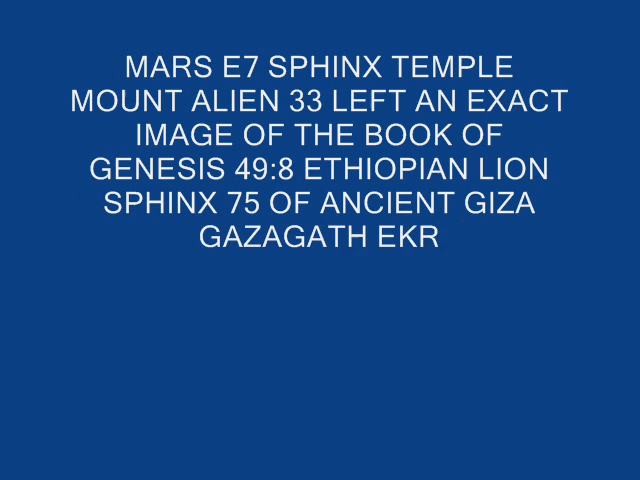 MARS E7 SPHINX TEMPLE
MOUNT ALIEN 33 LEFT AN EXACT
IMAGE OF THE BOOK OF
GENESIS 49:8 ETHIOPIAN LION
SPHINX 75 OF ANCIENT GIZA
GAZAGATH EKR